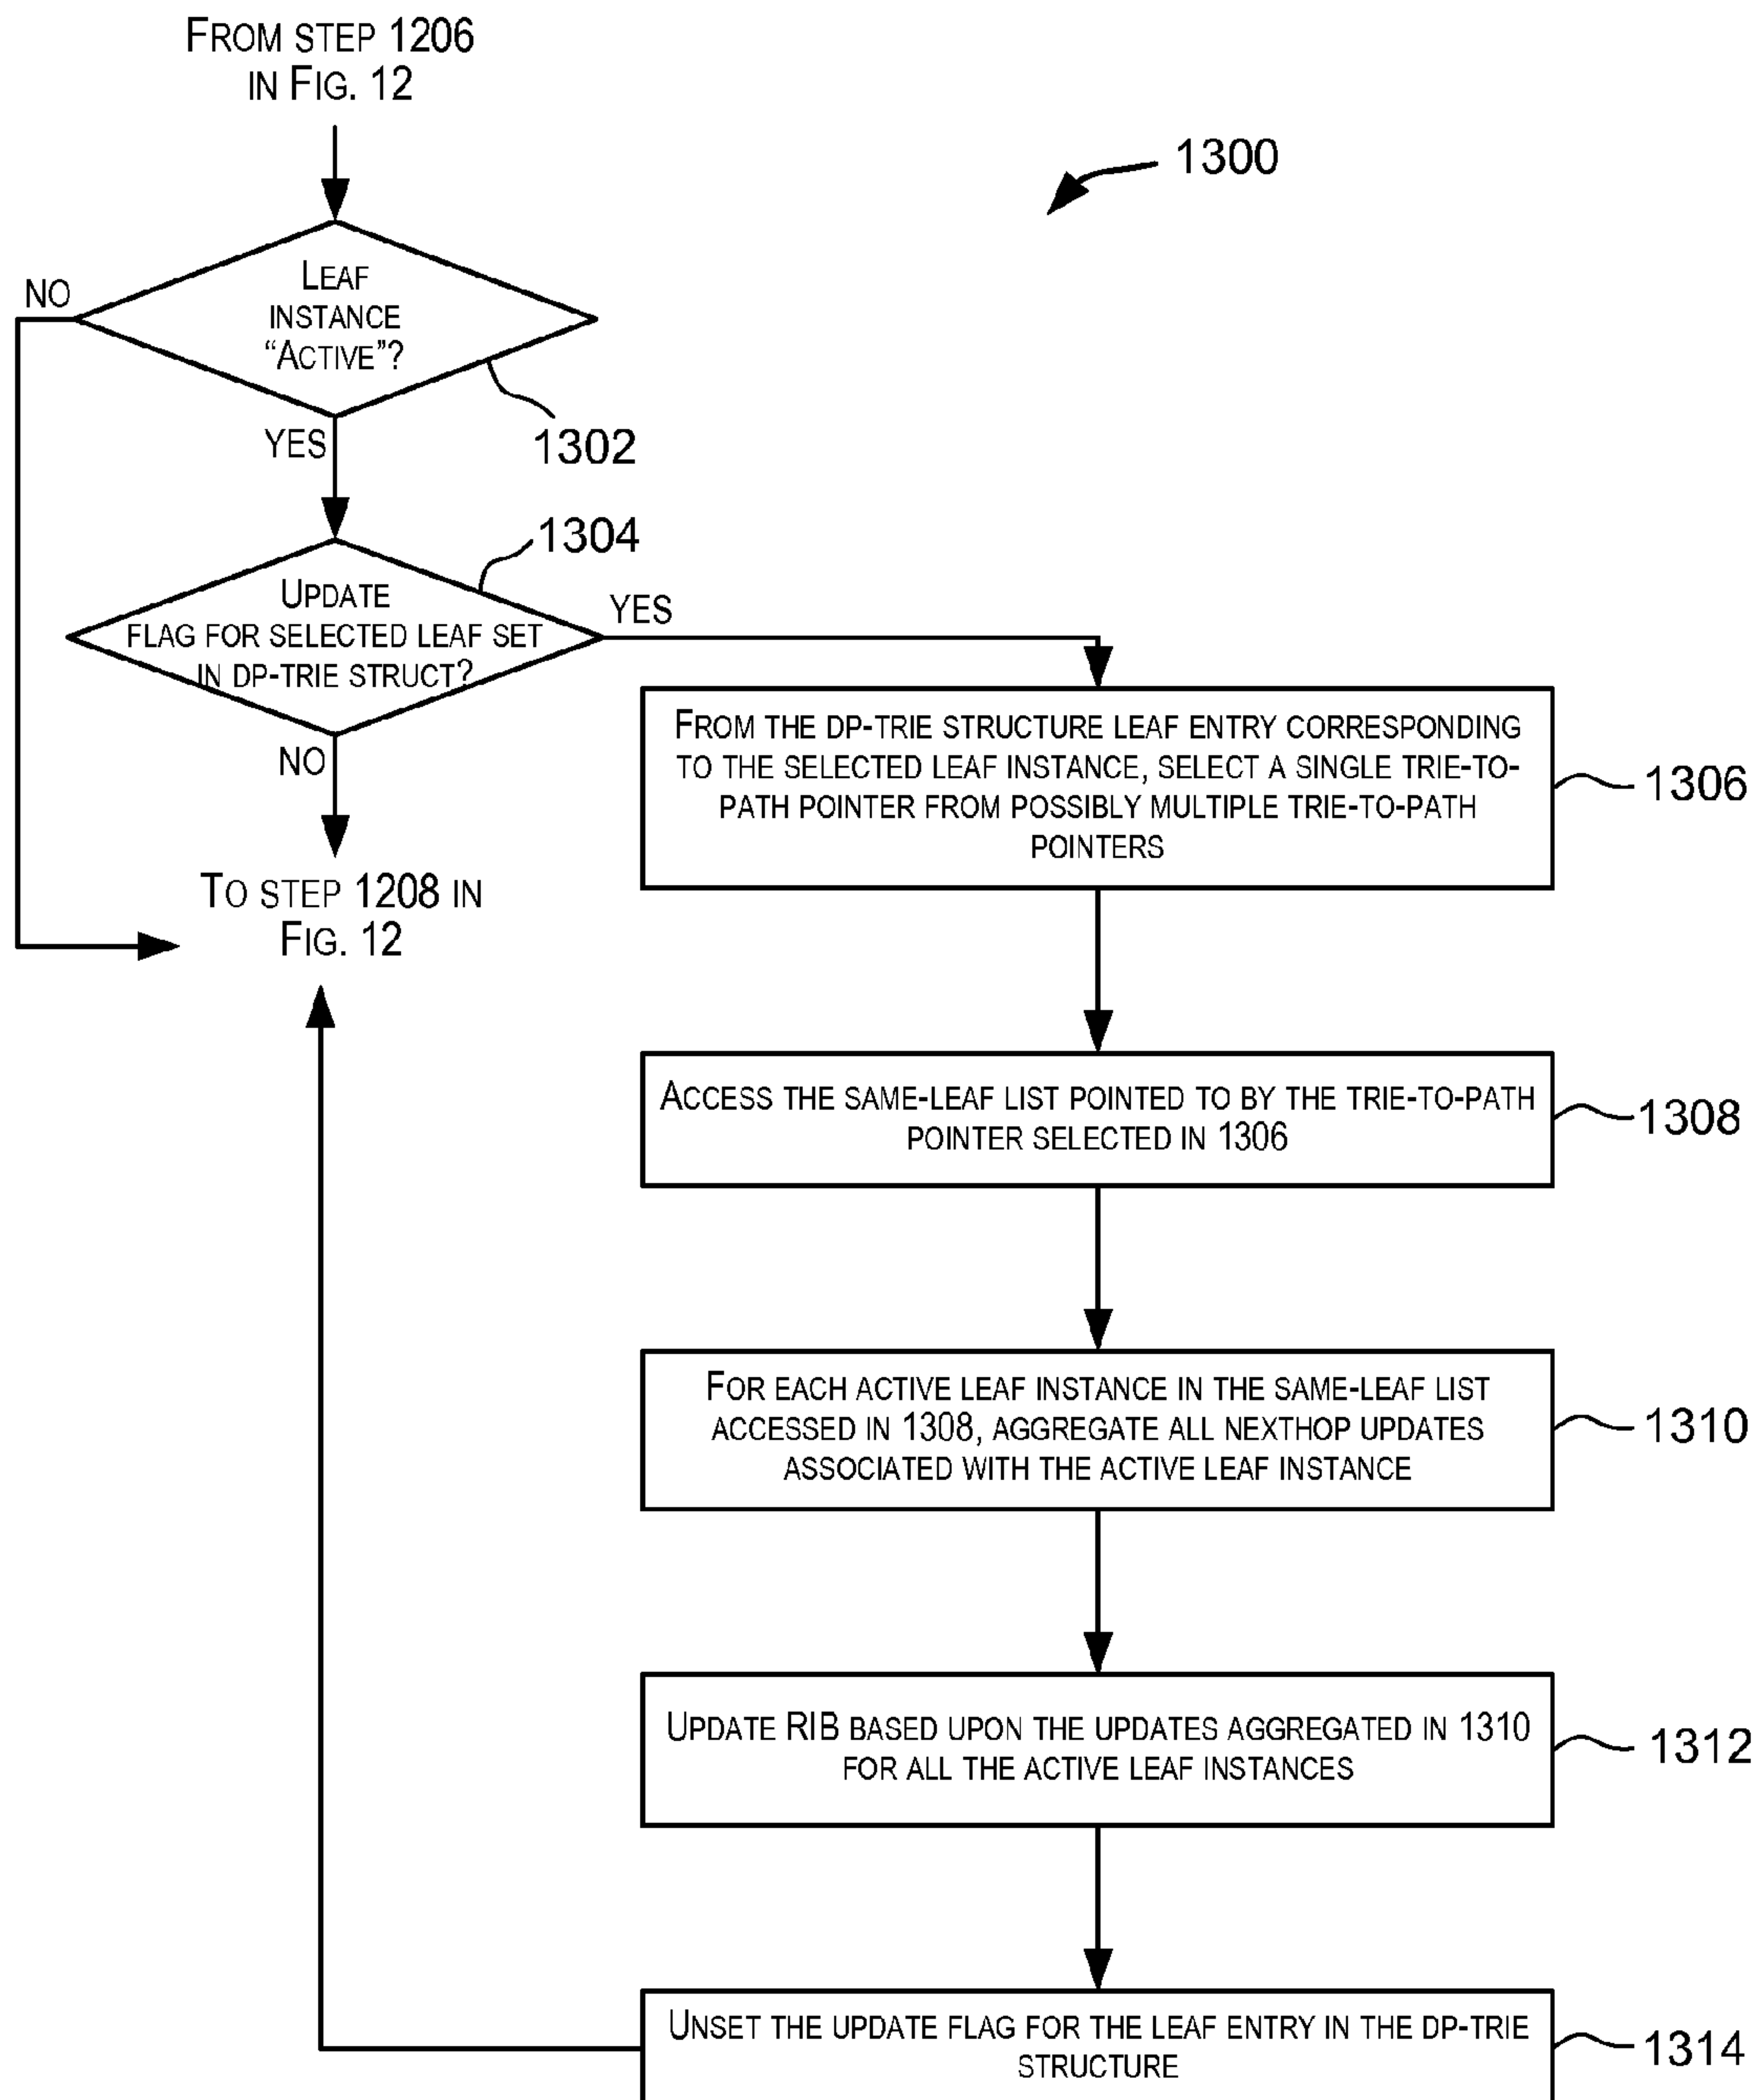 FROM STEP 1206
IN FIG. 12
1300
NO
LEAF
INSTANCE
“ACTIVE”?
1302
YES
1304
UPDATE
FLAG FOR SELECTED LEAF SET
IN DP-TRIE STRUCT?
YES
NO
TO STEP 1208 IN
FIG. 12
FROM THE DP-TRIE STRUCTURE LEAF ENTRY CORRESPONDING
TO THE SELECTED LEAF INSTANCE, SELECT A SINGLE TRIE-TO-
PATH POINTER FROM POSSIBLY MULTIPLE TRIE-TO-PATH
POINTERS
1306
ACCESS THE SAME-LEAF LIST POINTED TO BY THE TRIE-TO-PATH
POINTER SELECTED IN 1306
1308
FOR EACH ACTIVE LEAF INSTANCE IN THE SAME-LEAF LIST
ACCESSED IN 1308, AGGREGATE ALL NEXTHOP UPDATES
ASSOCIATED WITH THE ACTIVE LEAF INSTANCE
1310
UPDATE RIB BASED UPON THE UPDATES AGGREGATED IN 1310
FOR ALL THE ACTIVE LEAF INSTANCES
1312
UNSET THE UPDATE FLAG FOR THE LEAF ENTRY IN THE DP-TRIE
STRUCTURE
1314